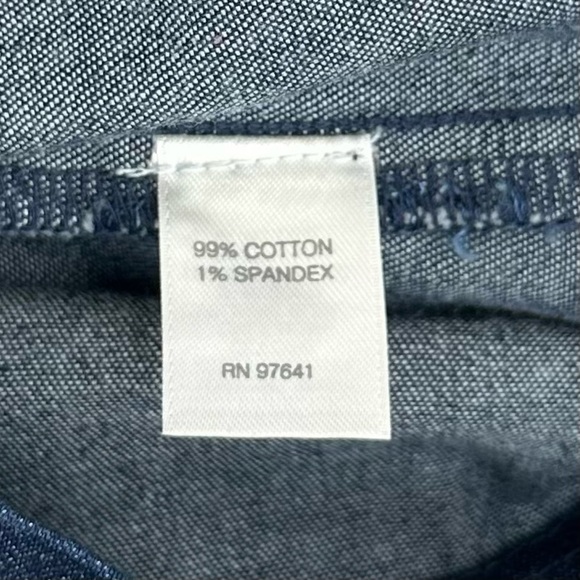 99% COTTON
1% SPANDEX
RN 97641